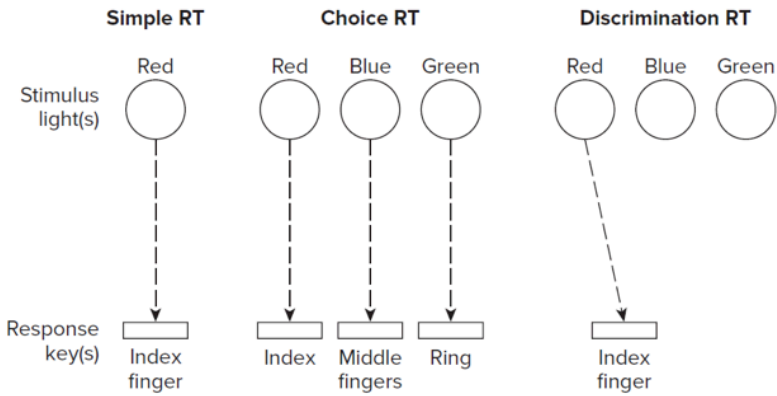 Simple RT
Choice RT
Discrimination RT
Red
Red
Blue
Green
Red
Blue
Green
Stimulus
light(s)
Response
key(s)
Index
finger
Index
Middle
fingers
Ring
Index
finger